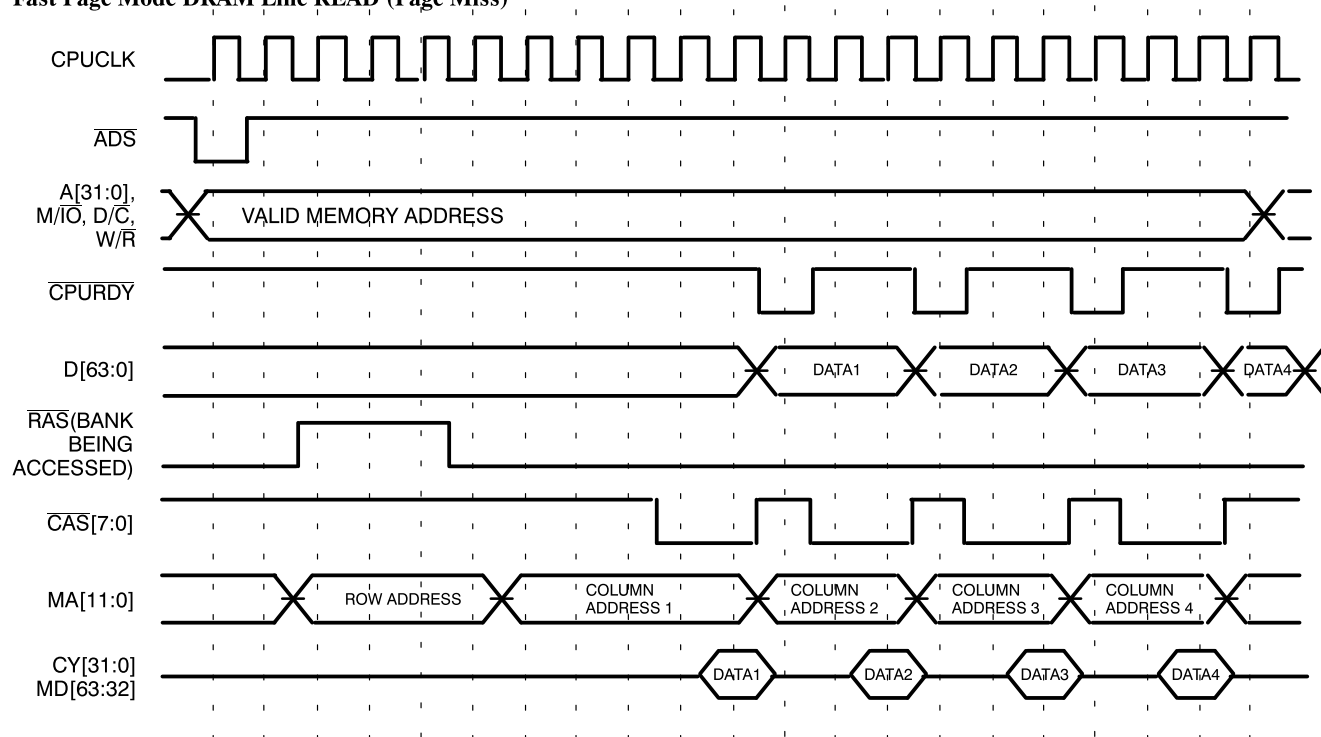 Fast Page Mode DRAM Line READ (Page Miss)
CPUCLK
ADS
A[31:0],
M/IO, D/C,
W/R
VALID MEMORY ADDRESS
CPURDY
D[63:0]
DATA1
DATA2
DATA3
DATA4
RAS(BANK
BEING
ACCESSED)
CAS[7:0]
MA[11:0]
ROW ADDRESS
COLUMN
ADDRESS 1
COLUMN
ADDRESS 2
COLUMN
ADDRESS 3
COLUMN
ADDRESS 4
CY[31:0]
MD[63:32]
DATA1
DATA2
DATA3
DATA4